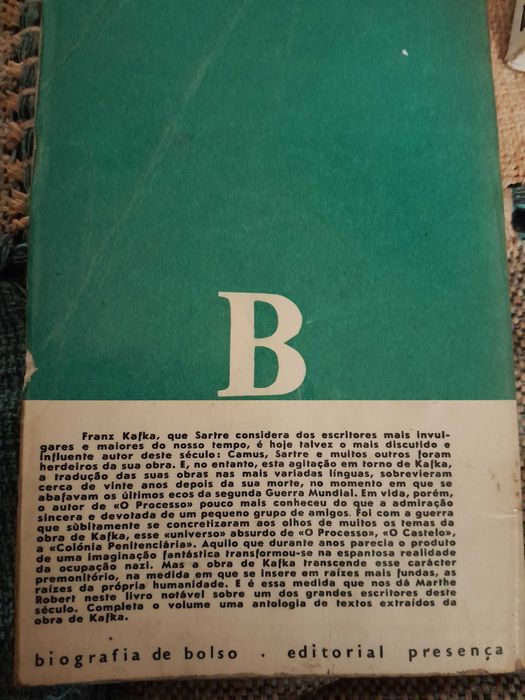 B
Franz Kafka, que Sartre considera dos escritores mais invul-
gares e maiores do nosso tempo, é hoje talvez o mais discutido e
influente autor deste século: Camus, Sartre e muitos outros foram
herdeiros da sua obra. E, no entanto, esta agitação em torno de Kafka,
a tradução das suas obras nas mais variadas línguas, sobrevieram
cerca de vinte anos depois da sua morte, no momento em que se
abafavam os últimos ecos da segunda Guerra Mundial. Em vida, porém,
o autor de «O Processo» pouco mais conheceu do que a admiração
sincera e devotada de um pequeno grupo de amigos. Foi com a guerra
que sùbitamente se concretizaram aos olhos de muitos os temas da
obra de Kafka, esse «universo» absurdo de «O Processo», «O Castelo»,
a «Colónia Penitenciária». Aquilo que durante anos parecia o produto
de uma imaginação fantástica transformou-se na espantosa realidade
da ocupação nazi. Mas a obra de Kafka transcende esse carácter
premonitório, na medida em que se insere em raízes mais fundas, as
raízes da própria humanidade. E é essa medida que nos dá Marthe
Robert neste livro notável sobre um dos grandes escritores deste
século. Completa o volume uma antologia de textos extraídos da
obra de Kafka.
biografia de bolso . editorial presença